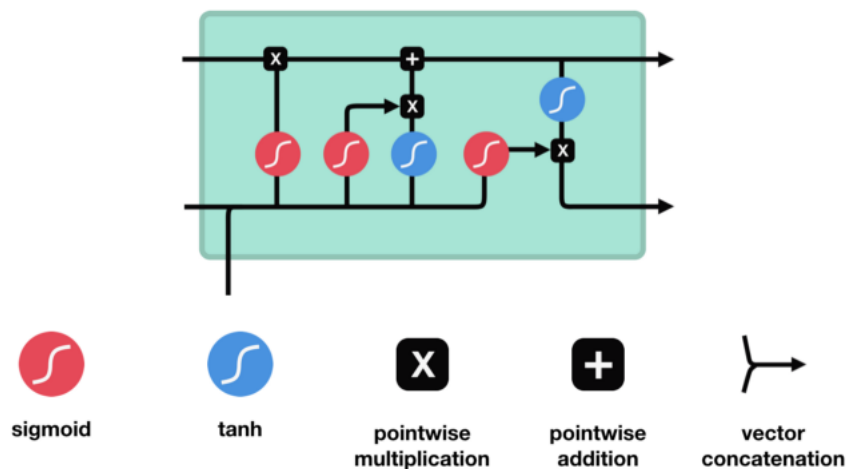 X
+
X
X
X
+
sigmoid
tanh
pointwise
multiplication
pointwise
addition
vector
concatenation